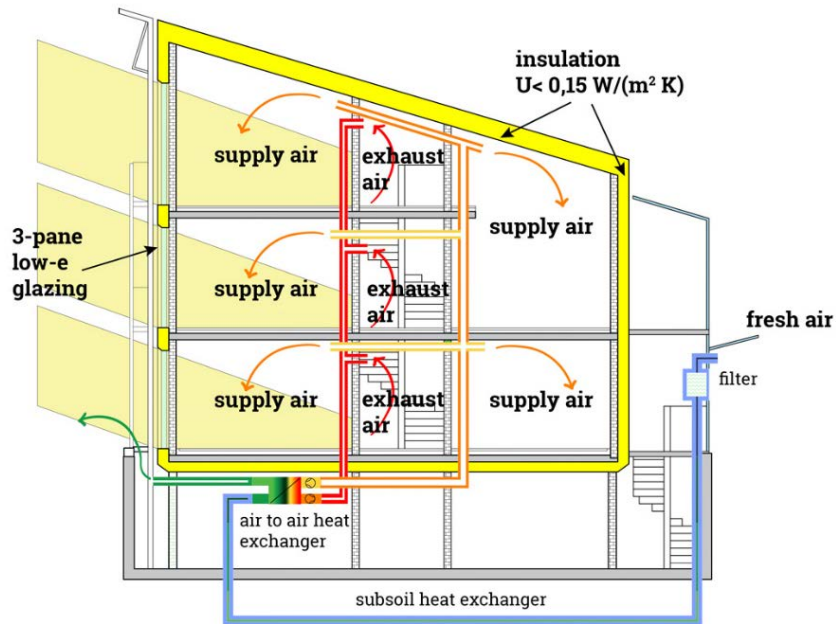 insulation
U< 0,15 W/(m² K)
supply air
exhaust
air
supply air
3-pane
low-e
glazing
supply air
exhaust
air
fresh air
filter
supply air
exhaust
air
supply air
air to air heat
exchanger
subsoil heat exchanger